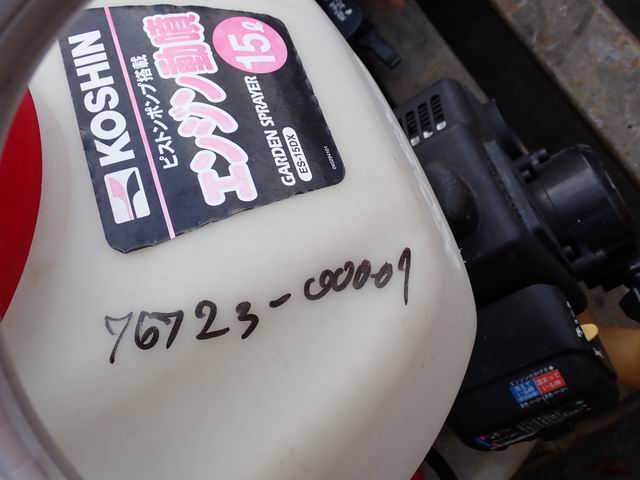 KOSHIN
ピストンポンプ搭載
エンジン動噴
15ℓ
GARDEN SPRAYER
ES-15DX
76723-00001